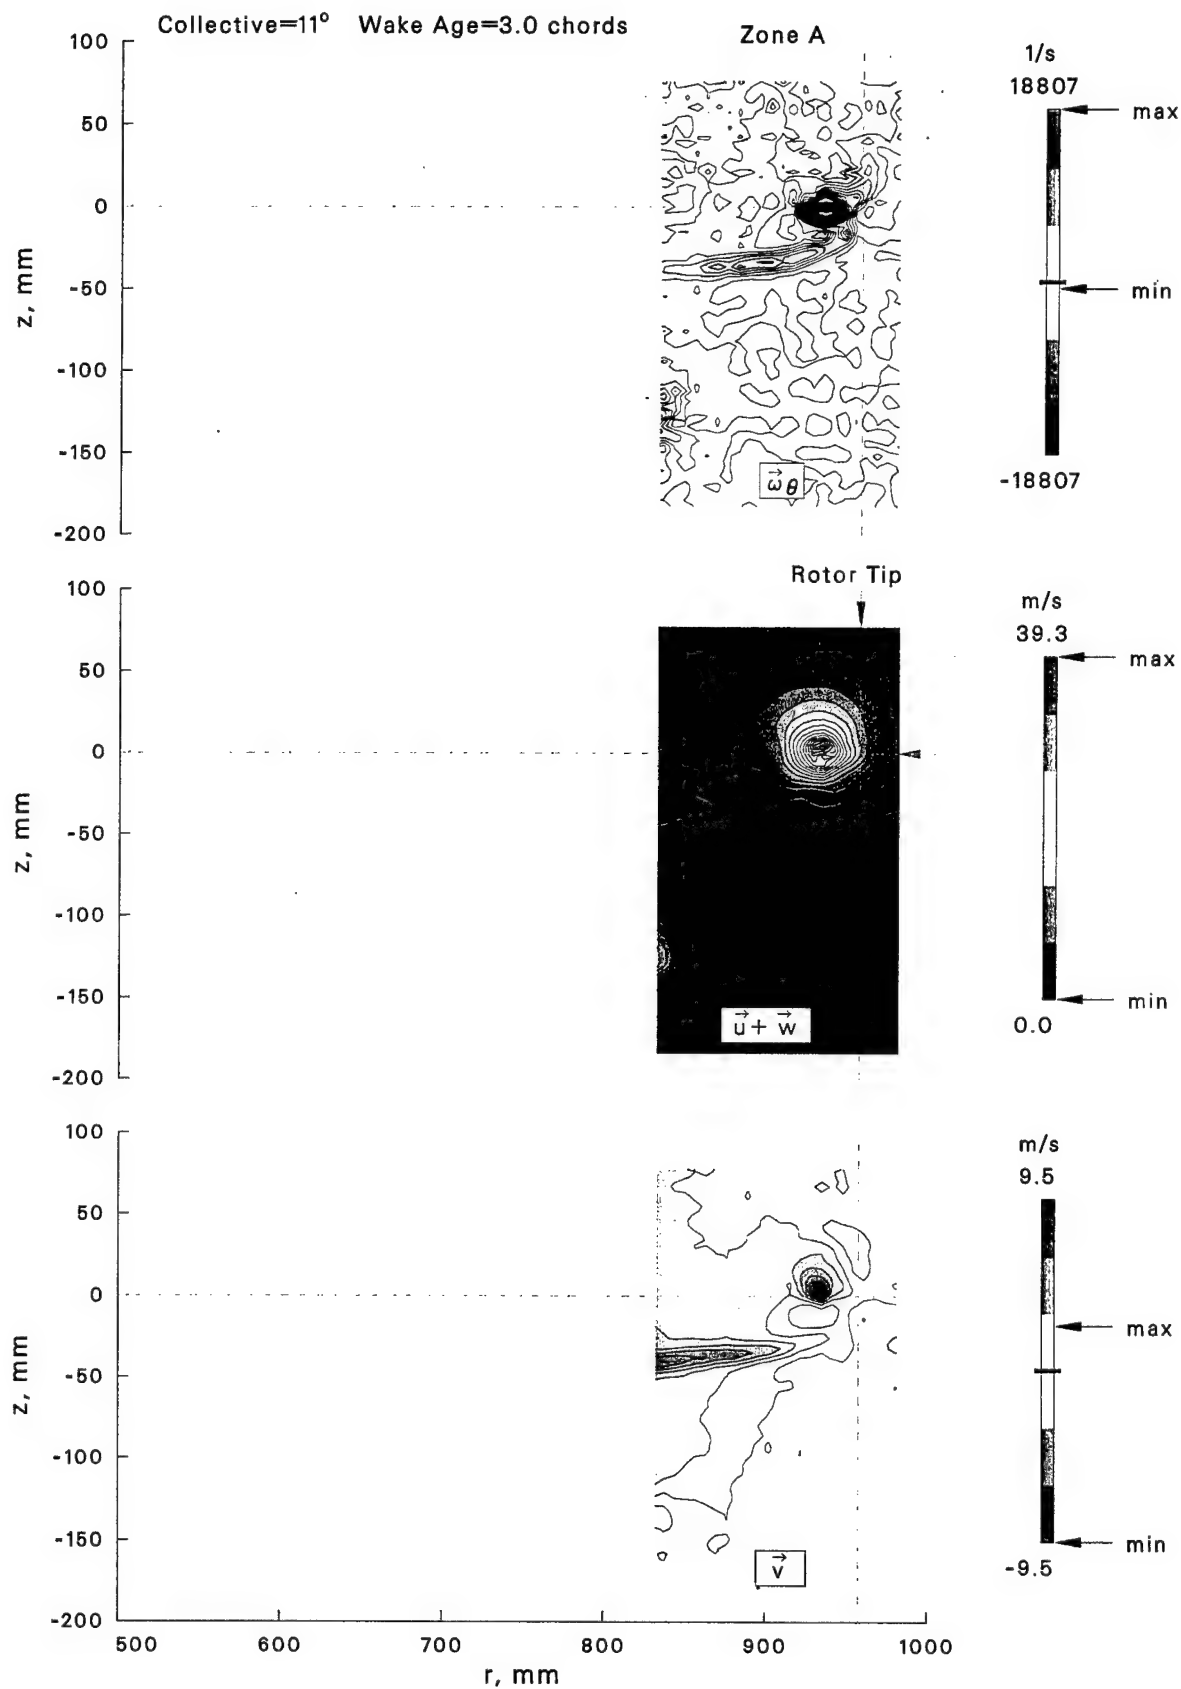 Collective=11° Wake Age=3.0 chords
Zone A
100
50
0
-50
-100
-150
-200
z, mm
ω⃗θ
1/s
18807
max
min
-18807
Rotor Tip
100
50
0
-50
-100
-150
-200
z, mm
u⃗ + w⃗
m/s
39.3
max
min
0.0
100
50
0
-50
-100
-150
-200
z, mm
v⃗
m/s
9.5
max
min
-9.5
500 600 700 800 900 1000
r, mm